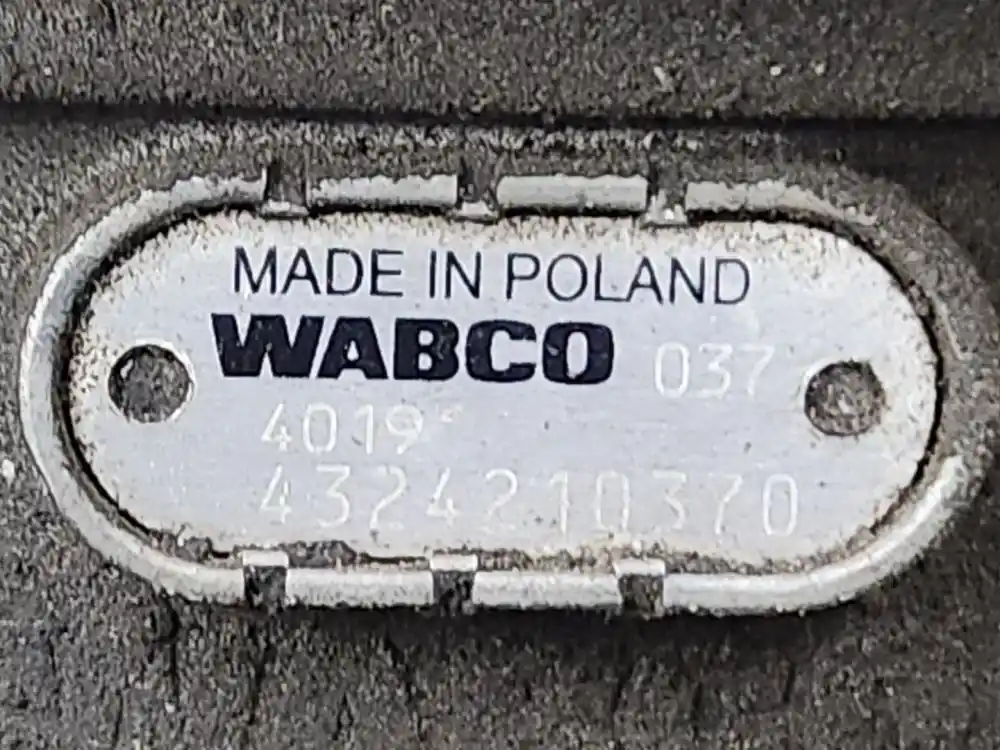 MADE IN POLAND
WABCO 037
4019
4324210370